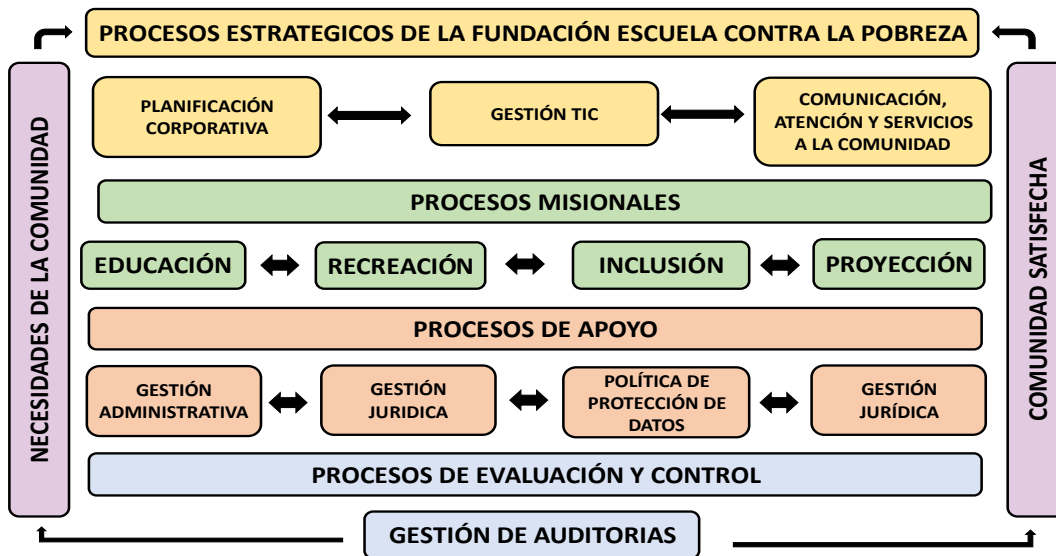 PROCESOS ESTRATEGICOS DE LA FUNDACIÓN ESCUELA CONTRA LA POBREZA
NECESIDADES DE LA COMUNIDAD
COMUNIDAD SATISFECHA
PLANIFICACIÓN
CORPORATIVA
GESTIÓN TIC
COMUNICACIÓN,
ATENCIÓN Y SERVICIOS
A LA COMUNIDAD
PROCESOS MISIONALES
EDUCACIÓN
RECREACIÓN
INCLUSIÓN
PROYECCIÓN
PROCESOS DE APOYO
GESTIÓN
ADMINISTRATIVA
GESTIÓN
JURIDICA
POLÍTICA DE
PROTECCIÓN DE
DATOS
GESTIÓN
JURÍDICA
PROCESOS DE EVALUACIÓN Y CONTROL
GESTIÓN DE AUDITORIAS